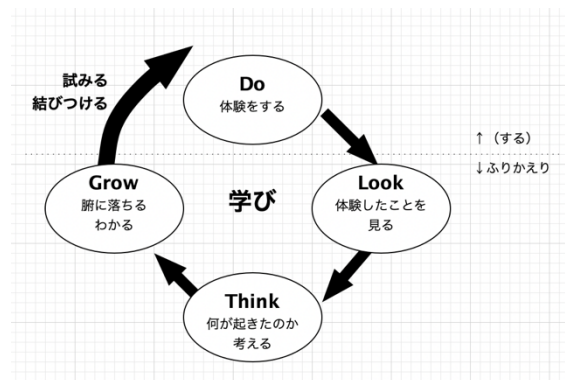 試みる
結びつける
Do
体験をする
↑（する）
↓ふりかえり
Grow
腑に落ちる
わかる
学び
Look
体験したことを
見る
Think
何が起きたのか
考える